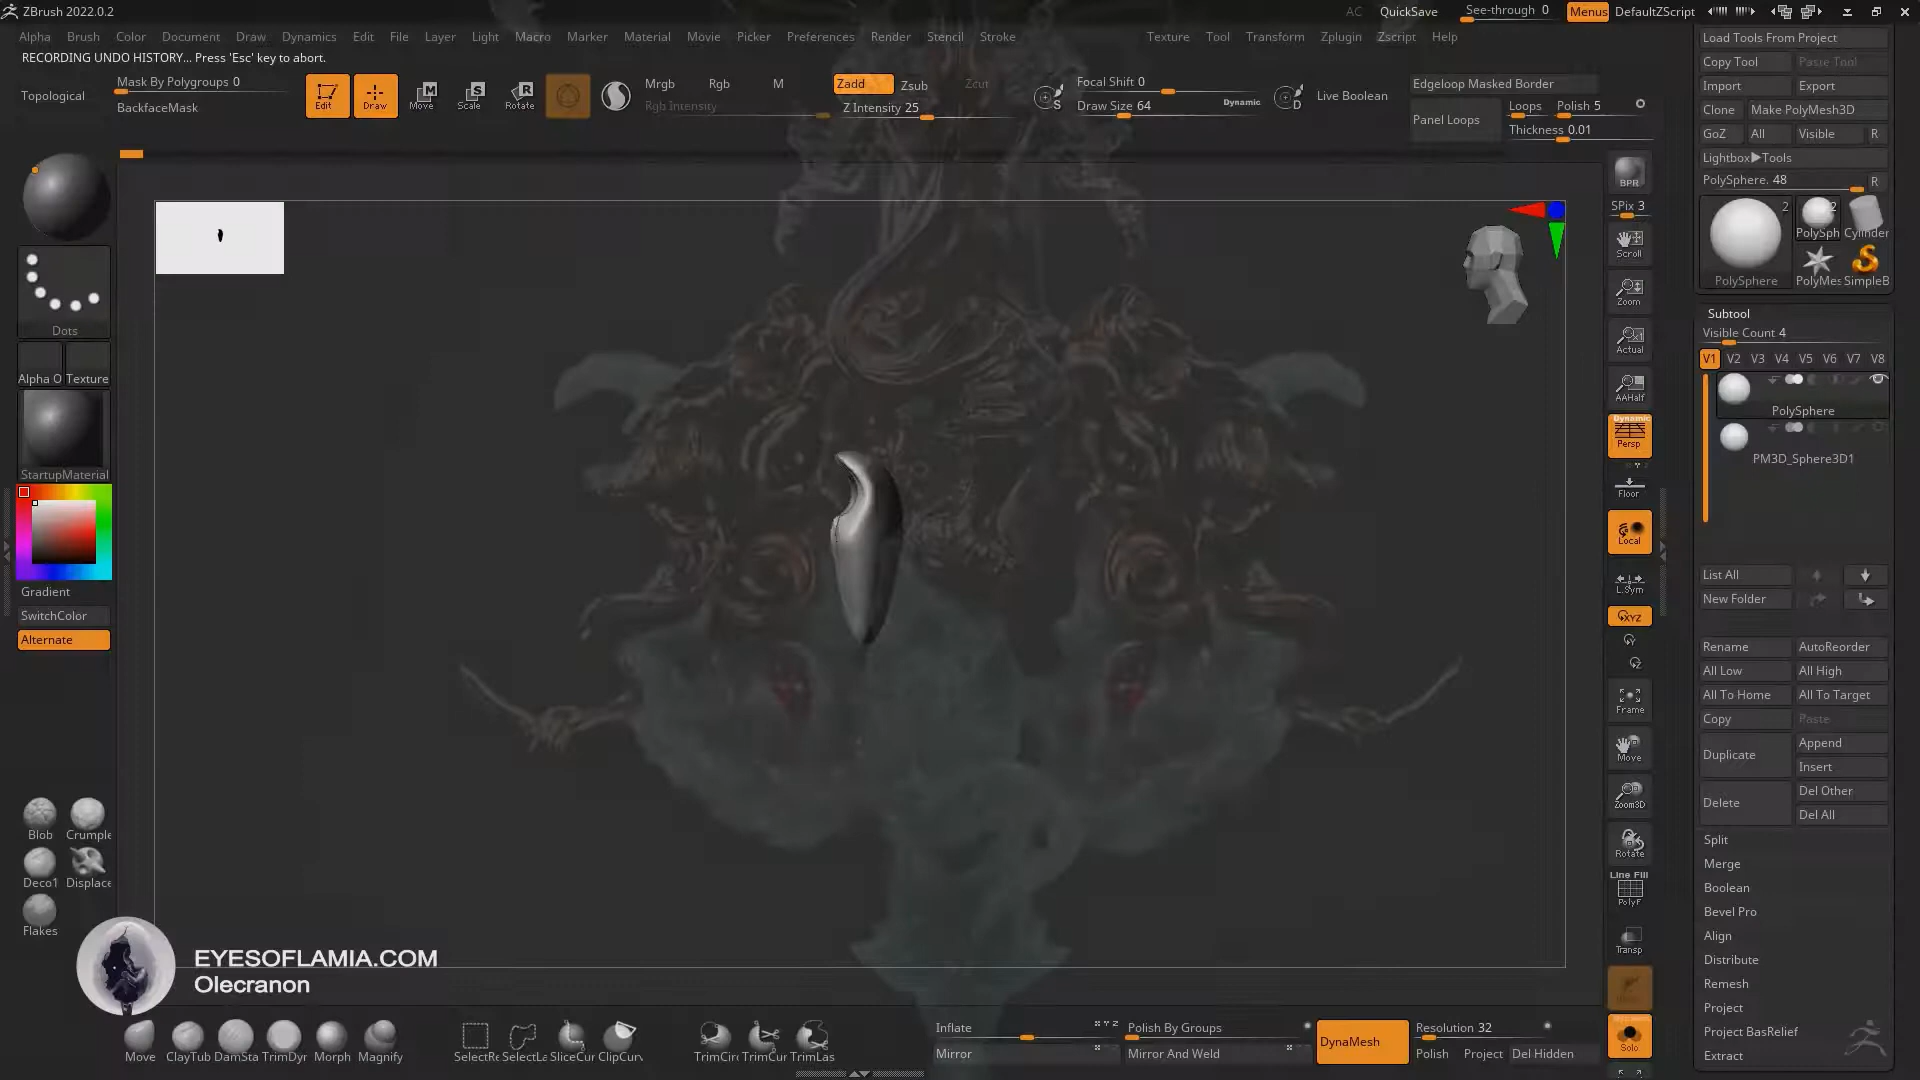 ZBrush 2022.0.2
AC QuickSave See-through 0 Menus DefaultZScript
Alpha Brush Color Document Draw Dynamics Edit File Layer Light Macro Marker Material Movie Picker Preferences Render Stencil Stroke Texture Tool Transform Zplugin Zscript Help
RECORDING UNDO HISTORY... Press 'Esc' key to abort.
Topological
Mask By Polygroups 0
BackfaceMask
Edit Draw Move Scale Rotate
Mrgb Rgb M
Rgb Intensity
Zadd Zsub Zcut
Z Intensity 25
Focal Shift 0
Draw Size 64 Dynamic
S
D
Live Boolean
Edgeloop Masked Border
Panel Loops
Loops Polish 5
Thickness 0.01
Dots
Alpha O Texture
StartupMaterial
Gradient
SwitchColor
Alternate
Blob Crumple
Deco1 Displace
Flakes
EYESOFLAMIA.COM
Olecranon
Move ClayTub DamSta TrimDyr Morph Magnify
SelectRe SelectLa SliceCur ClipCurv
TrimCirc TrimCur TrimLas
Inflate
Mirror
Polish By Groups
Mirror And Weld
DynaMesh
Resolution 32
Polish Project Del Hidden
BPR
SPix 3
Scroll
Zoom
Actual
AAHalf
Dynamic
Persp
Floor
Local
L.Sym
XYZ
Frame
Move
Zoom3D
Rotate
Line Fill
PolyF
Transp
Solo
Load Tools From Project
Copy Tool Paste Tool
Import Export
Clone Make PolyMesh3D
GoZ All Visible R
Lightbox▶Tools
PolySphere. 48 R
2
2
PolySphere PolySph Cylinder
PolyMes SimpleB
Subtool
Visible Count 4
V1 V2 V3 V4 V5 V6 V7 V8
PolySphere
PM3D_Sphere3D1
List All
New Folder
Rename AutoReorder
All Low All High
All To Home All To Target
Copy Paste
Duplicate Append
Insert
Delete Del Other
Del All
Split
Merge
Boolean
Bevel Pro
Align
Distribute
Remesh
Project
Project BasRelief
Extract